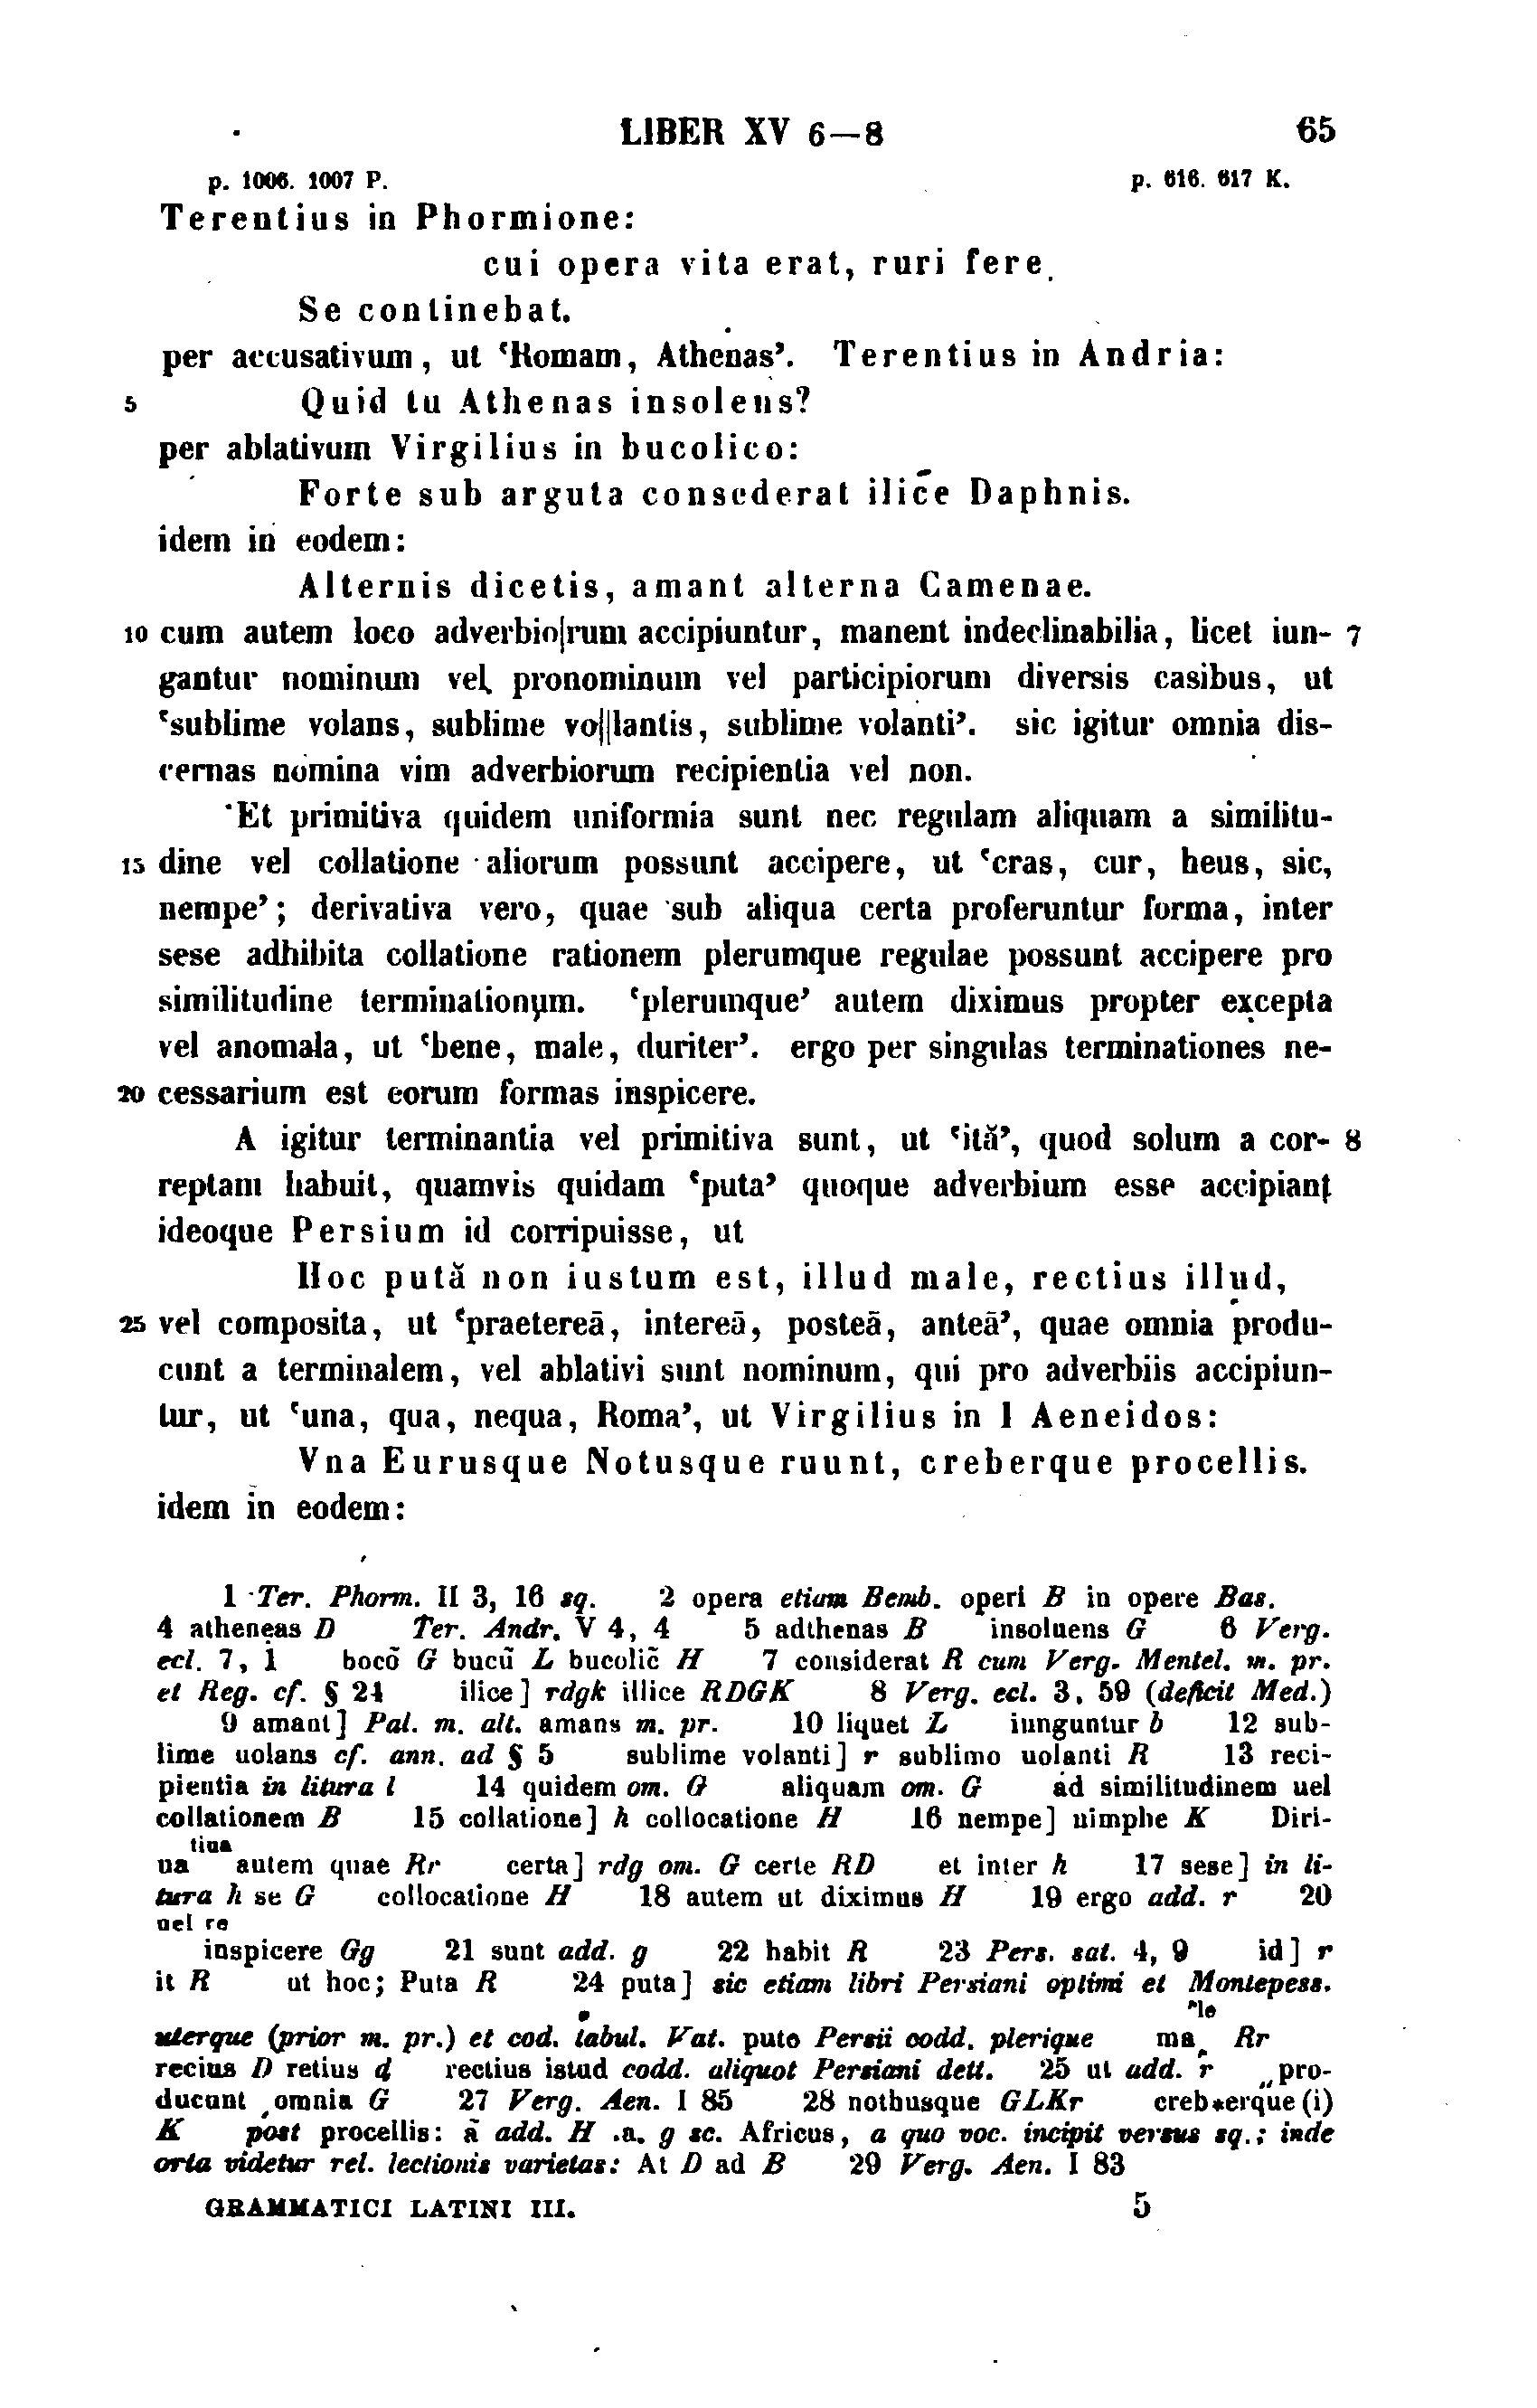 LIBER XV 6—8 65
p. 1006. 1007 P. p. 616. 617 K.
Terentius in Phormione:
cui opera vita erat, ruri fere
Se continebat.
per accusativum, ut ‘Romam, Athenas’. Terentius in Andria:
5 Quid tu Athenas insolens?
per ablativum Virgilius in bucolico:
Forte sub arguta consederat ilicē Daphnis.
idem in eodem:
Alternis dicetis, amant alterna Camenae.
10 cum autem loco adverbio|rum accipiuntur, manent indeclinabilia, licet iun- 7
gantur nominum vel pronominum vel participiorum diversis casibus, ut
‘sublime volans, sublime vo||lantis, sublime volanti’. sic igitur omnia dis-
cernas nomina vim adverbiorum recipientia vel non.
Et primitiva quidem uniformia sunt nec regulam aliquam a similitu-
15 dine vel collatione aliorum possunt accipere, ut ‘cras, cur, heus, sic,
nempe’; derivativa vero, quae sub aliqua certa proferuntur forma, inter
sese adhibita collatione rationem plerumque regulae possunt accipere pro
similitudine terminationum. ‘plerumque’ autem diximus propter excepta
vel anomala, ut ‘bene, male, duriter’. ergo per singulas terminationes ne-
20 cessarium est eorum formas inspicere.
A igitur terminantia vel primitiva sunt, ut ‘ită’, quod solum a cor- 8
reptam habuit, quamvis quidam ‘puta’ quoque adverbium esse accipiant
ideoque Persium id corripuisse, ut
Hoc pută non iustum est, illud male, rectius illud,
25 vel composita, ut ‘praetereā, intereā, posteā, anteā’, quae omnia produ-
cunt a terminalem, vel ablativi sunt nominum, qui pro adverbiis accipiun-
tur, ut ‘una, qua, nequa, Roma’, ut Virgilius in I Aeneidos:
Vna Eurusque Notusque ruunt, creberque procellis.
idem in eodem:
1 Ter. Phorm. II 3, 16 sq. 2 opera etiam Bemb. operi B in opere Bas.
4 atheneas D Ter. Andr. V 4, 4 5 adthenas B insoluens G 6 Verg.
ecl. 7, 1 bocō G bucū L bucolic̄ H 7 considerat R cum Verg. Mentel. m. pr.
et Reg. cf. § 24 ilice] rdgk illice RDGK 8 Verg. ecl. 3, 59 (deficit Med.)
9 amant] Pal. m. alt. amans m. pr. 10 liquet L iunguntur b 12 sub-
lime uolans cf. ann. ad § 5 sublime volanti] r sublimo uolanti R 13 reci-
pientia in litura l 14 quidem om. G aliquam om. G ad similitudinem uel
collationem B 15 collatione] h collocatione H 16 nempe] nimphe K Diri-
tiua
ua autem quae Rr certa] rdg om. G certe RD et inter h 17 sese] in li-
tura h se G collocatione H 18 autem ut diximus H 19 ergo add. r 20
uel re
inspicere Gg 21 sunt add. g 22 habit R 23 Pers. sat. 4, 9 id] r
it R ut hoc; Puta R 24 puta] sic etiam libri Persiani optimi et Montepess.
le
uterque (prior m. pr.) et cod. tabul. Vat. puto Persii codd. plerique ma Rr
recius D retius d rectius istud codd. aliquot Persiani dett. 25 ut add. r „pro-
ducunt ,omnia G 27 Verg. Aen. I 85 28 nothusque GLKr creb*erque (i)
K post procellis: ā add. H .a. g sc. Africus, a quo voc. incipit versus sq.; inde
orta videtur rel. lectionis varietas: At D ad B 29 Verg. Aen. I 83
GRAMMATICI LATINI III. 5